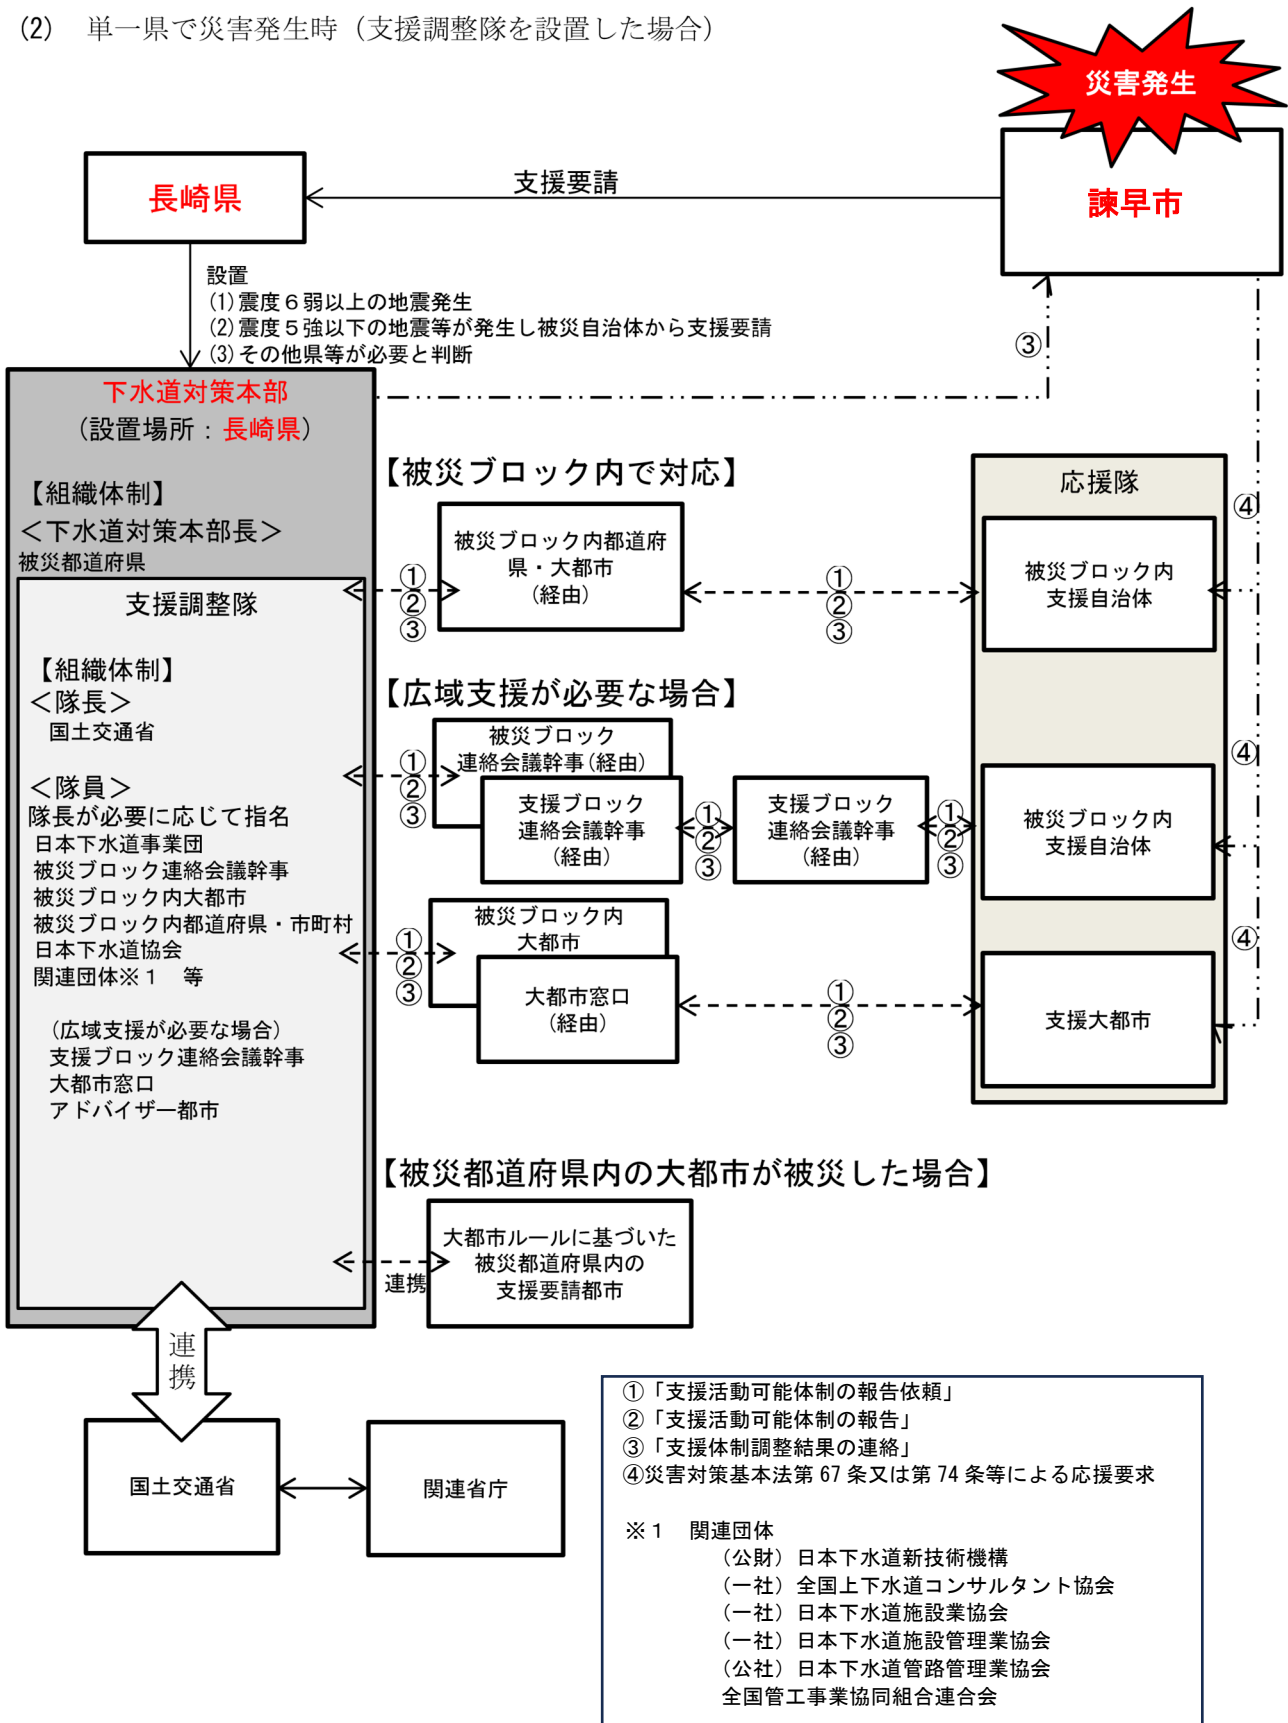 (2)　単一県で災害発生時（支援調整隊を設置した場合）
災害発生
長崎県
支援要請
諫早市
設置
(1)震度６弱以上の地震発生
(2)震度５強以下の地震等が発生し被災自治体から支援要請
(3)その他県等が必要と判断
③
下水道対策本部
（設置場所：長崎県）
【組織体制】
＜下水道対策本部長＞
被災都道府県
支援調整隊
【組織体制】
＜隊長＞
国土交通省
＜隊員＞
隊長が必要に応じて指名
日本下水道事業団
被災ブロック連絡会議幹事
被災ブロック内大都市
被災ブロック内都道府県・市町村
日本下水道協会
関連団体※１　等
（広域支援が必要な場合）
支援ブロック連絡会議幹事
大都市窓口
アドバイザー都市
【被災ブロック内で対応】
①
②
③
被災ブロック内都道府
県・大都市
（経由）
①
②
③
【広域支援が必要な場合】
①
②
③
被災ブロック
連絡会議幹事（経由）
支援ブロック
連絡会議幹事
（経由）
①
②
③
支援ブロック
連絡会議幹事
（経由）
①
②
③
①
②
③
被災ブロック内
大都市
大都市窓口
（経由）
①
②
③
応援隊
被災ブロック内
支援自治体
被災ブロック内
支援自治体
支援大都市
④
④
④
【被災都道府県内の大都市が被災した場合】
連携
大都市ルールに基づいた
被災都道府県内の
支援要請都市
連
携
国土交通省
関連省庁
①「支援活動可能体制の報告依頼」
②「支援活動可能体制の報告」
③「支援体制調整結果の連絡」
④災害対策基本法第 67 条又は第 74 条等による応援要求
※１　関連団体
（公財）日本下水道新技術機構
（一社）全国上下水道コンサルタント協会
（一社）日本下水道施設業協会
（一社）日本下水道施設管理業協会
（公社）日本下水道管路管理業協会
全国管工事業協同組合連合会